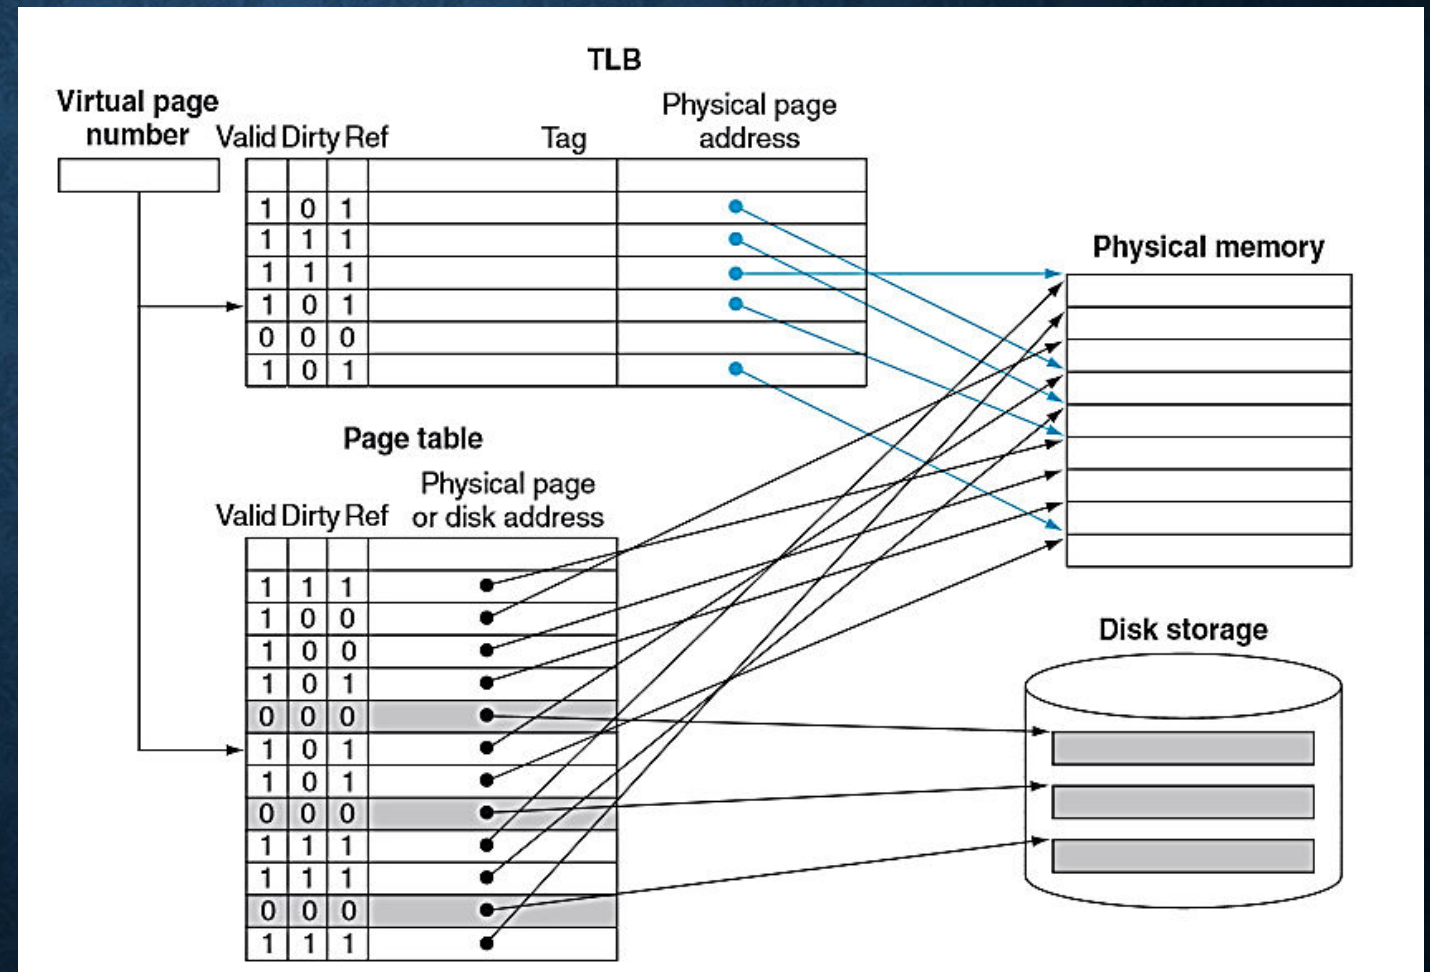 TLB
Virtual page
number
Valid Dirty Ref
Tag
Physical page
address
1 0 1
1 1 1
1 1 1
1 0 1
0 0 0
1 0 1
Physical memory
Page table
Physical page
or disk address
Valid Dirty Ref
1 1 1
1 0 0
1 0 0
1 0 1
0 0 0
1 0 1
1 0 1
0 0 0
1 1 1
1 1 1
0 0 0
1 1 1
Disk storage